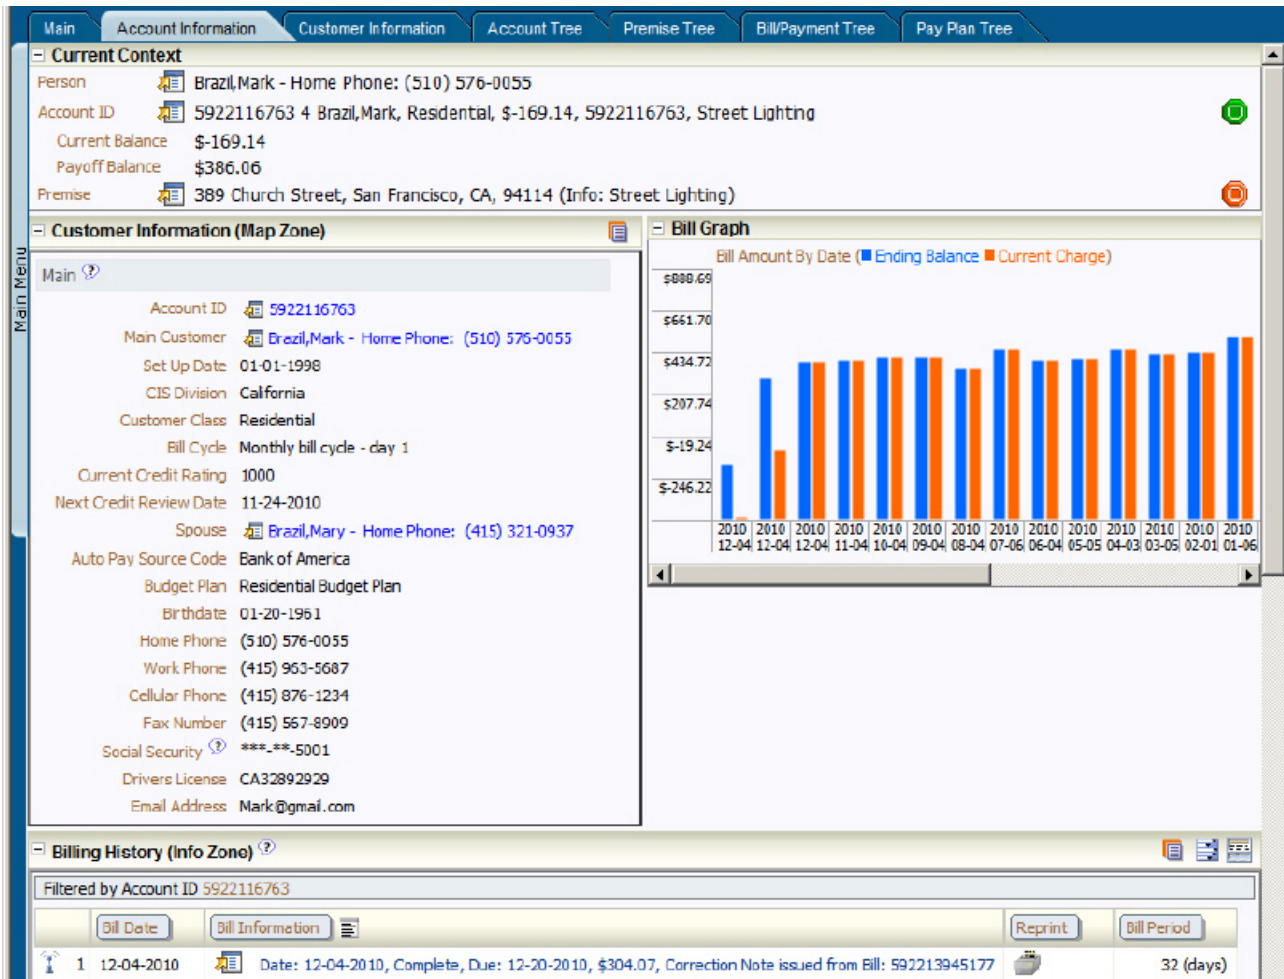 Main Account Information Customer Information Account Tree Premise Tree Bill/Payment Tree Pay Plan Tree
Main Menu
Current Context
Person Brazil,Mark - Home Phone: (510) 576-0055
Account ID 5922116763 4 Brazil,Mark, Residential, $-169.14, 5922116763, Street Lighting
Current Balance $-169.14
Payoff Balance $386.06
Premise 389 Church Street, San Francisco, CA, 94114 (Info: Street Lighting)
Customer Information (Map Zone)
Main
Account ID 5922116763
Main Customer Brazil,Mark - Home Phone: (510) 576-0055
Set Up Date 01-01-1998
CIS Division California
Customer Class Residential
Bill Cycle Monthly bill cycle - day 1
Current Credit Rating 1000
Next Credit Review Date 11-24-2010
Spouse Brazil,Mary - Home Phone: (415) 321-0937
Auto Pay Source Code Bank of America
Budget Plan Residential Budget Plan
Birthdate 01-20-1961
Home Phone (510) 576-0055
Work Phone (415) 963-5687
Cellular Phone (415) 876-1234
Fax Number (415) 567-8909
Social Security ***-**-5001
Drivers License CA32892929
Email Address Mark@gmail.com
Bill Graph
Bill Amount By Date (Ending Balance Current Charge)
$888.69
$661.70
$434.72
$207.74
$-19.24
$-246.22
2010 2010 2010 2010 2010 2010 2010 2010 2010 2010 2010 2010 2010 2010
12-04 12-04 12-04 11-04 10-04 09-04 08-04 07-06 06-04 05-05 04-03 03-05 02-01 01-06
Billing History (Info Zone)
Filtered by Account ID 5922116763
Bill Date Bill Information Reprint Bill Period
1 12-04-2010 Date: 12-04-2010, Complete, Due: 12-20-2010, $304.07, Correction Note issued from Bill: 592213945177 32 (days)